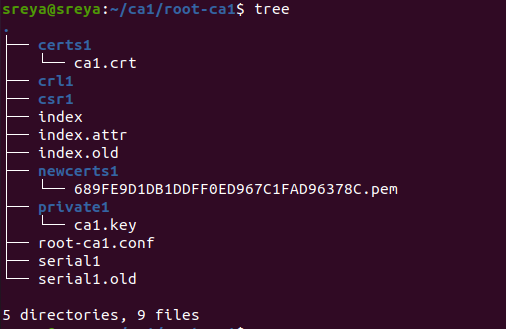 sreya@sreya:~/ca1/root-ca1$ tree
.
├── certs1
│   └── ca1.crt
├── crl1
├── csr1
├── index
├── index.attr
├── index.old
├── newcerts1
│   └── 689FE9D1DB1DDFF0ED967C1FAD96378C.pem
├── private1
│   └── ca1.key
├── root-ca1.conf
├── serial1
└── serial1.old
5 directories, 9 files